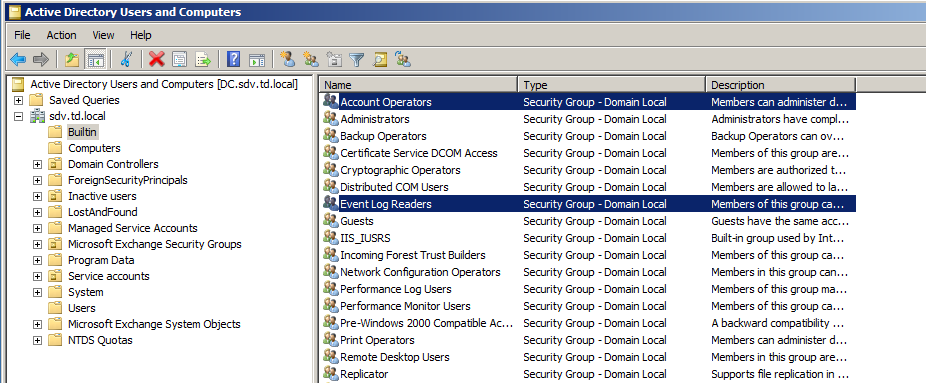 Active Directory Users and Computers
File Action View Help
Active Directory Users and Computers [DC.sdv.td.local]
Saved Queries
sdv.td.local
Builtin
Computers
Domain Controllers
ForeignSecurityPrincipals
Inactive users
LostAndFound
Managed Service Accounts
Microsoft Exchange Security Groups
Program Data
Service accounts
System
Users
Microsoft Exchange System Objects
NTDS Quotas
Name Type Description
Account Operators Security Group - Domain Local Members can administer d...
Administrators Security Group - Domain Local Administrators have compl...
Backup Operators Security Group - Domain Local Backup Operators can ov...
Certificate Service DCOM Access Security Group - Domain Local Members of this group are...
Cryptographic Operators Security Group - Domain Local Members are authorized t...
Distributed COM Users Security Group - Domain Local Members are allowed to la...
Event Log Readers Security Group - Domain Local Members of this group ca...
Guests Security Group - Domain Local Guests have the same acc...
IIS_IUSRS Security Group - Domain Local Built-in group used by Int...
Incoming Forest Trust Builders Security Group - Domain Local Members of this group ca...
Network Configuration Operators Security Group - Domain Local Members in this group can...
Performance Log Users Security Group - Domain Local Members of this group ma...
Performance Monitor Users Security Group - Domain Local Members of this group ca...
Pre-Windows 2000 Compatible Ac... Security Group - Domain Local A backward compatibility ...
Print Operators Security Group - Domain Local Members can administer d...
Remote Desktop Users Security Group - Domain Local Members in this group are...
Replicator Security Group - Domain Local Supports file replication in ...